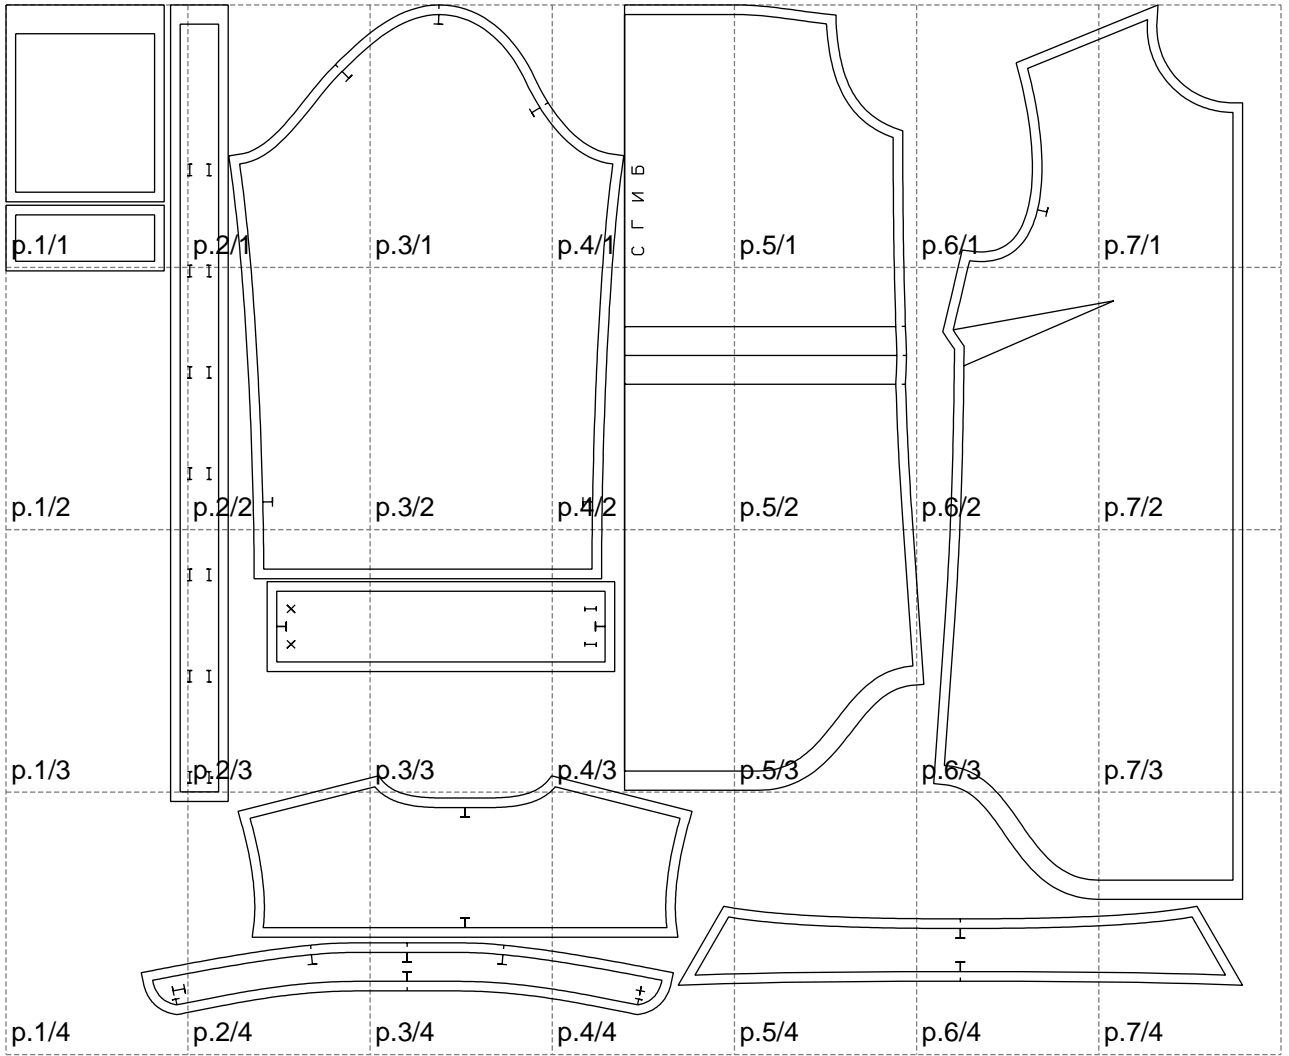 С Г И Б
p.1/1 p.2/1 p.3/1 p.4/1 p.5/1 p.6/1 p.7/1
p.1/2 p.2/2 p.3/2 p.4/2 p.5/2 p.6/2 p.7/2
p.1/3 p.2/3 p.3/3 p.4/3 p.5/3 p.6/3 p.7/3
p.1/4 p.2/4 p.3/4 p.4/4 p.5/4 p.6/4 p.7/4